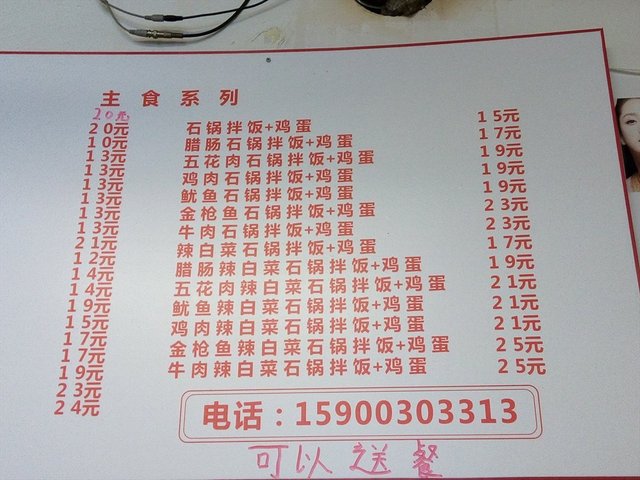 主食系列
20元
20元
10元
13元
13元
13元
13元
13元
13元
21元
12元
14元
14元
19元
15元
17元
17元
19元
23元
24元
石锅拌饭+鸡蛋 15元
腊肠石锅拌饭+鸡蛋 17元
五花肉石锅拌饭+鸡蛋 19元
鸡肉石锅拌饭+鸡蛋 19元
鱿鱼石锅拌饭+鸡蛋 19元
金枪鱼石锅拌饭+鸡蛋 23元
牛肉石锅拌饭+鸡蛋 23元
辣白菜石锅拌饭+鸡蛋 17元
腊肠辣白菜石锅拌饭+鸡蛋 19元
五花肉辣白菜石锅拌饭+鸡蛋 21元
鱿鱼辣白菜石锅拌饭+鸡蛋 21元
鸡肉辣白菜石锅拌饭+鸡蛋 21元
金枪鱼辣白菜石锅拌饭+鸡蛋 25元
牛肉辣白菜石锅拌饭+鸡蛋 25元
电话：15900303313
可以送餐